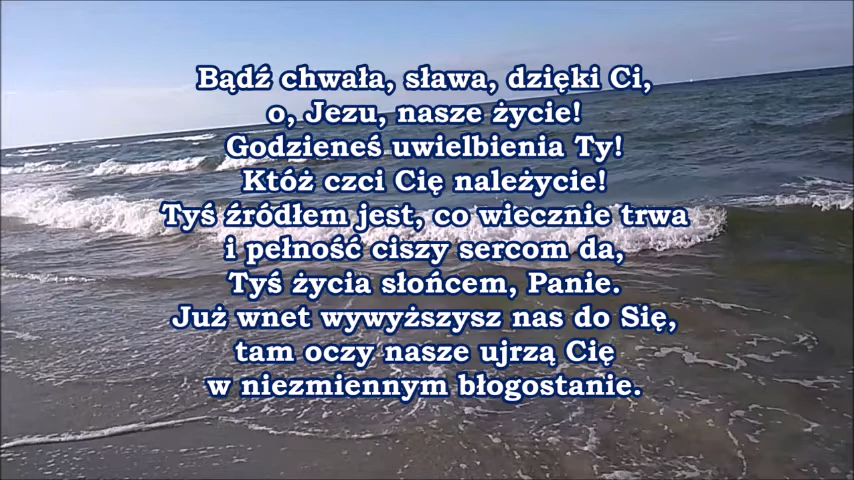 Bądź chwała, sława, dzięki Ci,
o, Jezu, nasze życie!
Godzieneś uwielbienia Ty!
Któż czci Cię należycie!
Tyś źródłem jest, co wiecznie trwa
i pełność ciszy sercom da,
Tyś życia słońcem, Panie.
Już wnet wywyższysz nas do Się,
tam oczy nasze ujrzą Cię
w niezmiennym błogostanie.